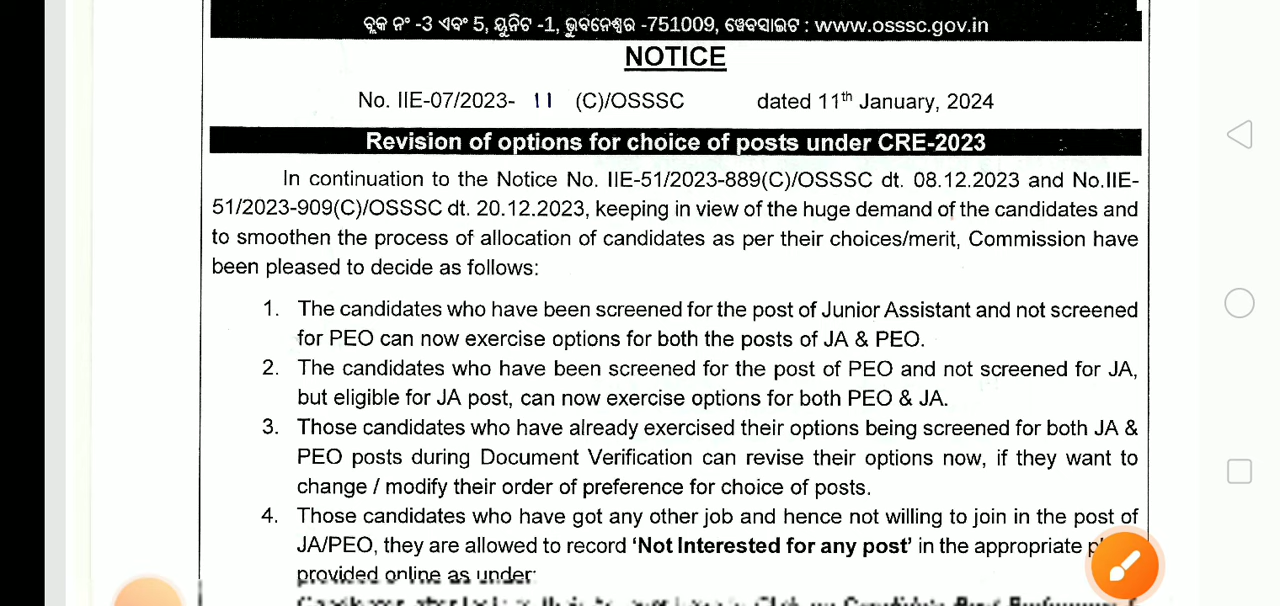 ବ୍ଲକ ନଂ -3 ଏବଂ 5, ୟୁନିଟ -1, ଭୁବନେଶ୍ୱର -751009, ୱେବସାଇଟ : www.osssc.gov.in
NOTICE
No. IIE-07/2023- 11 (C)/OSSSC dated 11th January, 2024
Revision of options for choice of posts under CRE-2023
In continuation to the Notice No. IIE-51/2023-889(C)/OSSSC dt. 08.12.2023 and No.IIE-
51/2023-909(C)/OSSSC dt. 20.12.2023, keeping in view of the huge demand of the candidates and
to smoothen the process of allocation of candidates as per their choices/merit, Commission have
been pleased to decide as follows:
1. The candidates who have been screened for the post of Junior Assistant and not screened
for PEO can now exercise options for both the posts of JA & PEO.
2. The candidates who have been screened for the post of PEO and not screened for JA,
but eligible for JA post, can now exercise options for both PEO & JA.
3. Those candidates who have already exercised their options being screened for both JA &
PEO posts during Document Verification can revise their options now, if they want to
change / modify their order of preference for choice of posts.
4. Those candidates who have got any other job and hence not willing to join in the post of
JA/PEO, they are allowed to record 'Not Interested for any post' in the appropriate
provided online as under: